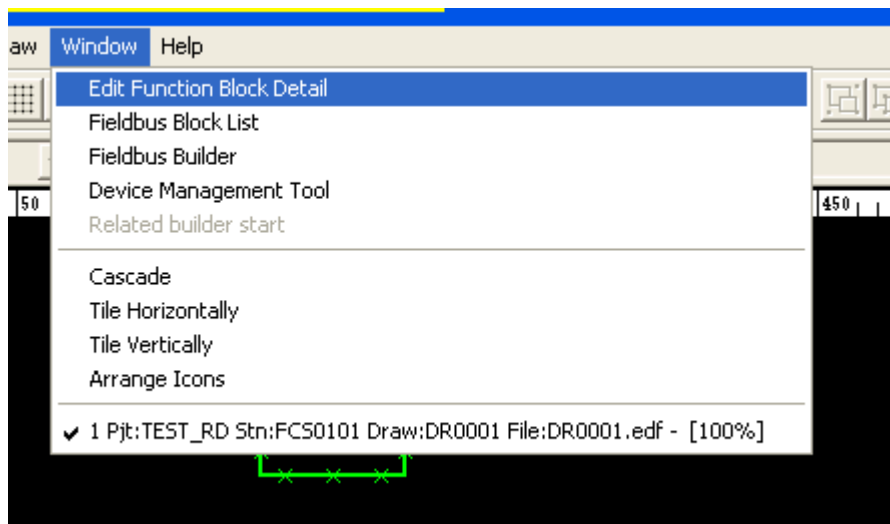 aw Window Help
Edit Function Block Detail
Fieldbus Block List
Fieldbus Builder
Device Management Tool
Related builder start
50
450
Cascade
Tile Horizontally
Tile Vertically
Arrange Icons
1 Pjt:TEST_RD Stn:FCS0101 Draw:DR0001 File:DR0001.edf - [100%]